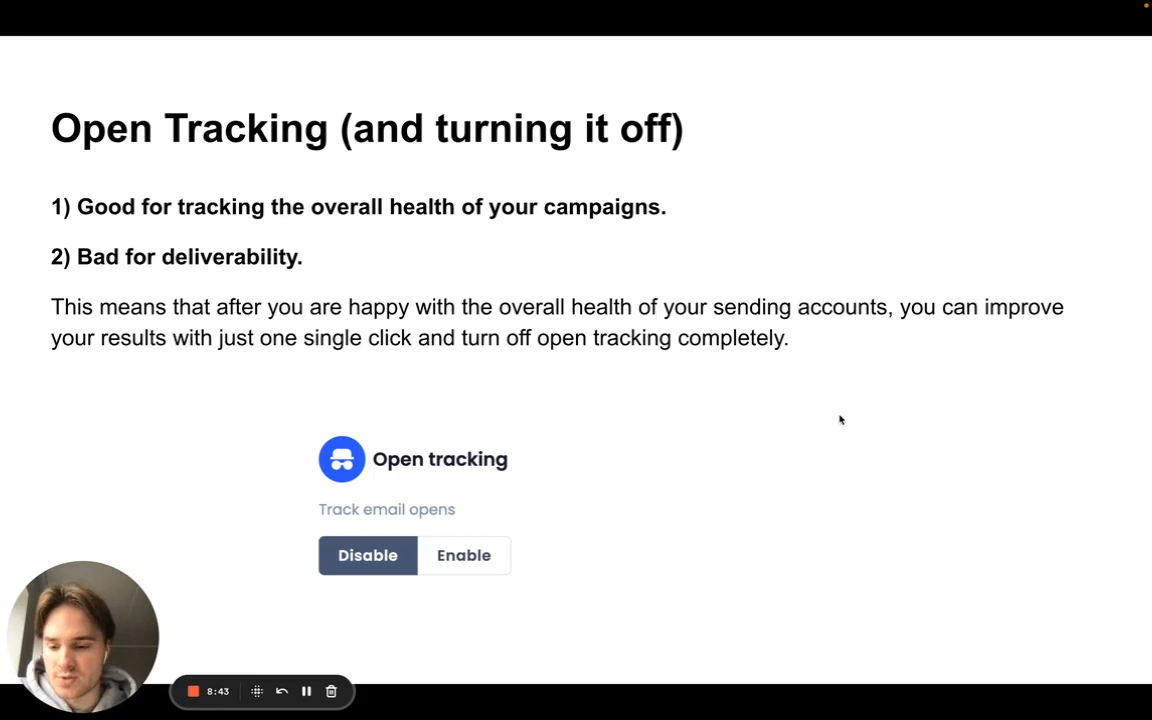 Open Tracking (and turning it off)
1) Good for tracking the overall health of your campaigns.
2) Bad for deliverability.
This means that after you are happy with the overall health of your sending accounts, you can improve
your results with just one single click and turn off open tracking completely.
Open tracking
Track email opens
Disable Enable
8:43